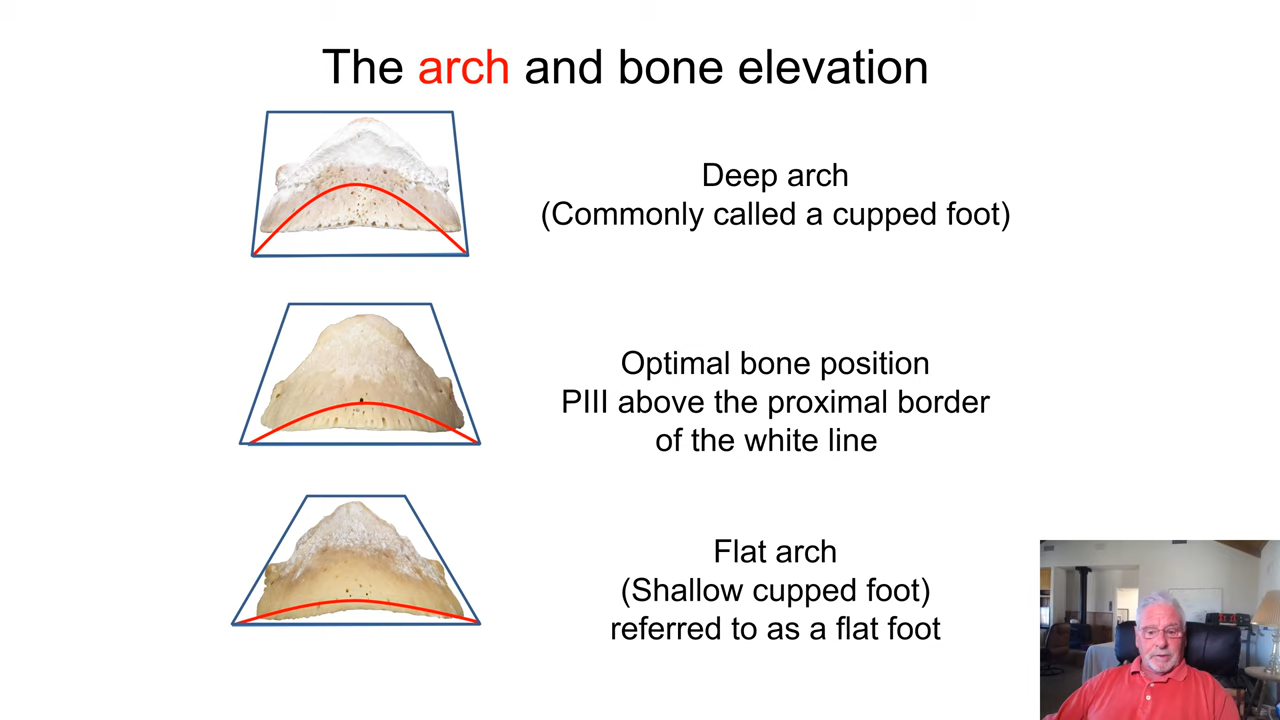 The arch and bone elevation
Deep arch
(Commonly called a cupped foot)
Optimal bone position
PIII above the proximal border
of the white line
Flat arch
(Shallow cupped foot)
referred to as a flat foot